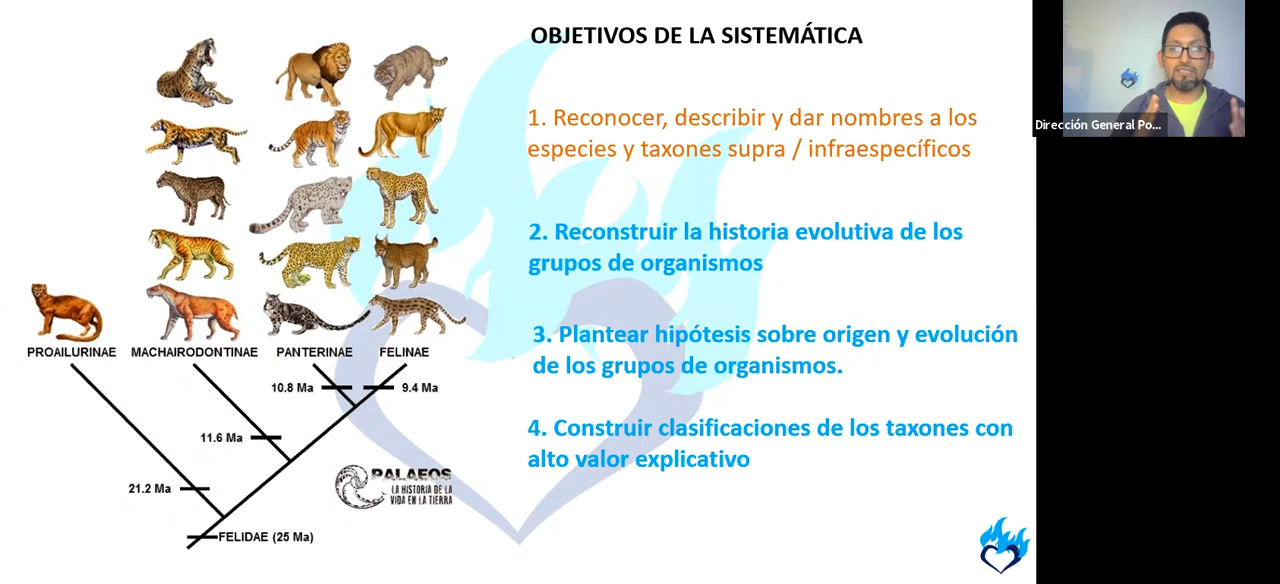 OBJETIVOS DE LA SISTEMÁTICA
1. Reconocer, describir y dar nombres a los
especies y taxones supra / infraespecíficos
2. Reconstruir la historia evolutiva de los
grupos de organismos
3. Plantear hipótesis sobre origen y evolución
de los grupos de organismos.
4. Construir clasificaciones de los taxones con
alto valor explicativo
PROAILURINAE MACHAIRODONTINAE PANTERINAE FELINAE
10.8 Ma 9.4 Ma
11.6 Ma
21.2 Ma
FELIDAE (25 Ma)
PALAEOS
LA HISTORIA DE LA
VIDA EN LA TIERRA
Dirección General Po...